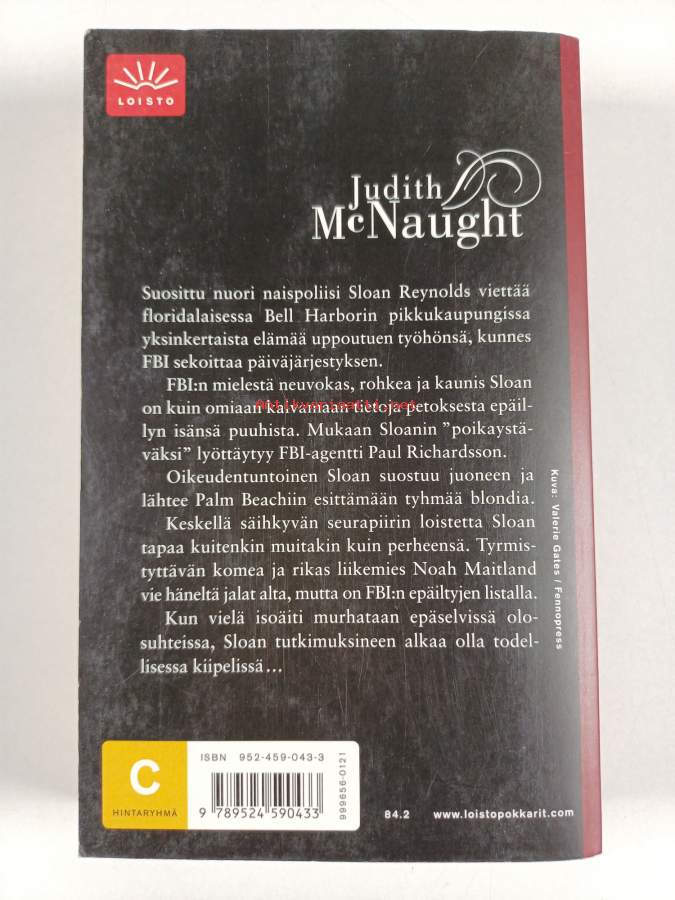 LOISTO
Judith
McNaught
Suosittu nuori naispoliisi Sloan Reynolds viettää
floridalaisessa Bell Harborin pikkukaupungissa
yksinkertaista elämää uppoutuen työhönsä, kunnes
FBI sekoittaa päiväjärjestyksen.
FBI:n mielestä neuvokas, rohkea ja kaunis Sloan
on kuin omiaan kaivamaan tietoja petoksesta epäil-
lyn isänsä puuhista. Mukaan Sloanin ”poikaystä-
väksi” lyöttäytyy FBI-agentti Paul Richardsson.
Oikeudentuntoinen Sloan suostuu juoneen ja
lähtee Palm Beachiin esittämään tyhmää blondia.
Keskellä säihkyvän seurapiirin loistetta Sloan
tapaa kuitenkin muitakin kuin perheensä. Tyrmis-
tyttävän komea ja rikas liikemies Noah Maitland
vie häneltä jalat alta, mutta on FBI:n epäiltyjen listalla.
Kun vielä isoäiti murhataan epäselvissä olo-
suhteissa, Sloan tutkimuksineen alkaa olla todel-
lisessa kiipelissä...
Kuva: Valerie Gates / Fennopress
C
HINTARYHMÄ
ISBN 952-459-043-3
9 789524 590433
999656-0121
84.2 www.loistopokkarit.com